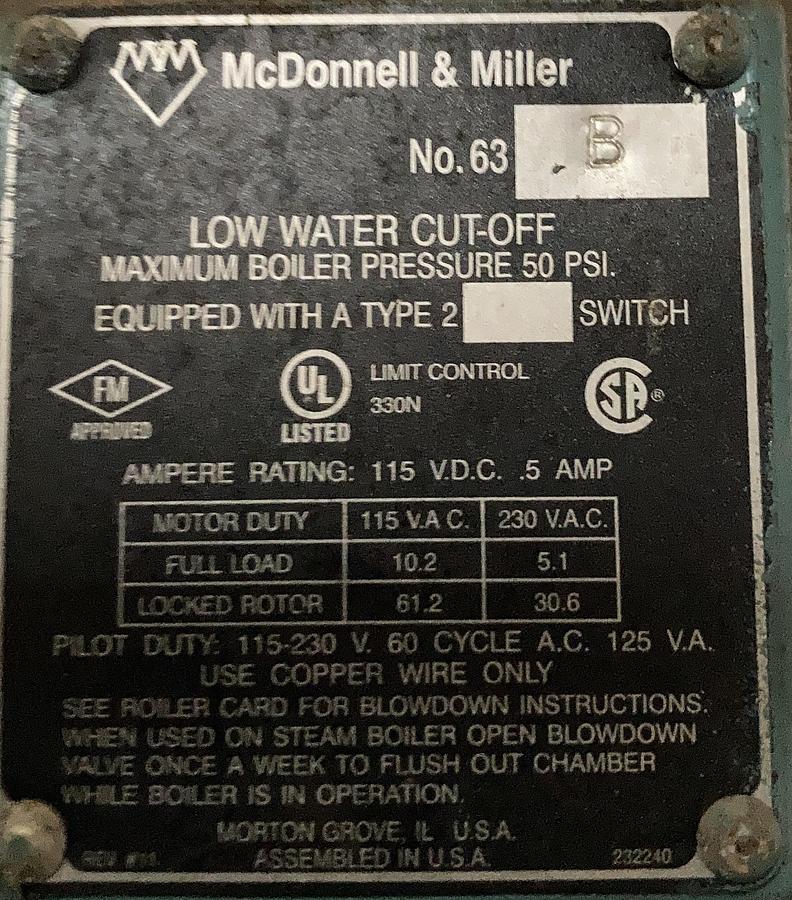 McDonnell & Miller
No. 63 B
LOW WATER CUT-OFF
MAXIMUM BOILER PRESSURE 50 PSI.
EQUIPPED WITH A TYPE 2 SWITCH
FM
APPROVED
UL
LISTED
LIMIT CONTROL
330N
SA®
AMPERE RATING: 115 V.D.C. .5 AMP
MOTOR DUTY 115 V.A C. 230 V.A.C.
FULL LOAD 10.2 5.1
LOCKED ROTOR 61.2 30.6
PILOT DUTY: 115-230 V. 60 CYCLE A.C. 125 V.A.
USE COPPER WIRE ONLY
SEE BOILER CARD FOR BLOWDOWN INSTRUCTIONS.
WHEN USED ON STEAM BOILER OPEN BLOWDOWN
VALVE ONCE A WEEK TO FLUSH OUT CHAMBER
WHILE BOILER IS IN OPERATION.
MORTON GROVE, IL U.S.A.
REV #11 ASSEMBLED IN U.S.A. 232240